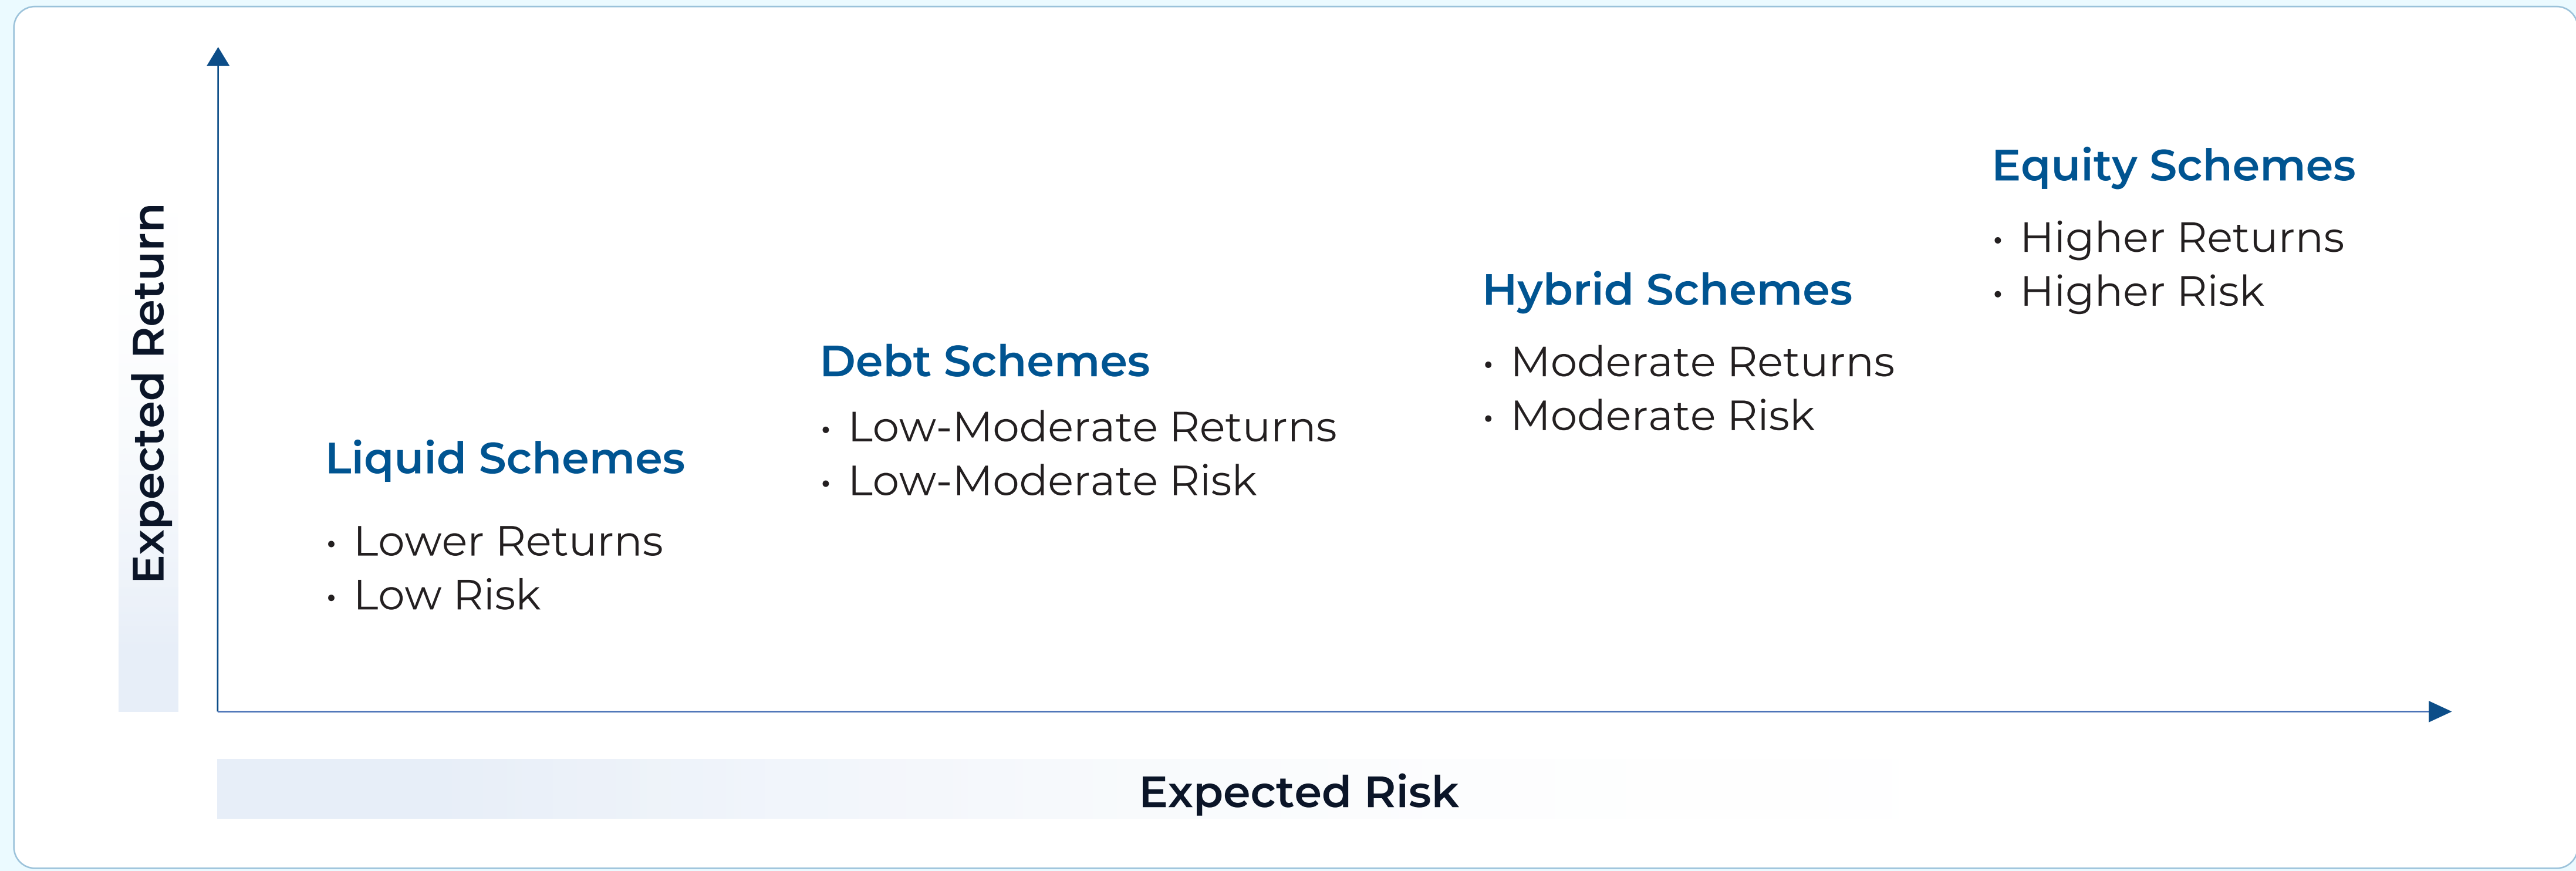 Expected Return
Liquid Schemes
• Lower Returns
• Low Risk
Debt Schemes
• Low-Moderate Returns
• Low-Moderate Risk
Hybrid Schemes
• Moderate Returns
• Moderate Risk
Equity Schemes
• Higher Returns
• Higher Risk
Expected Risk